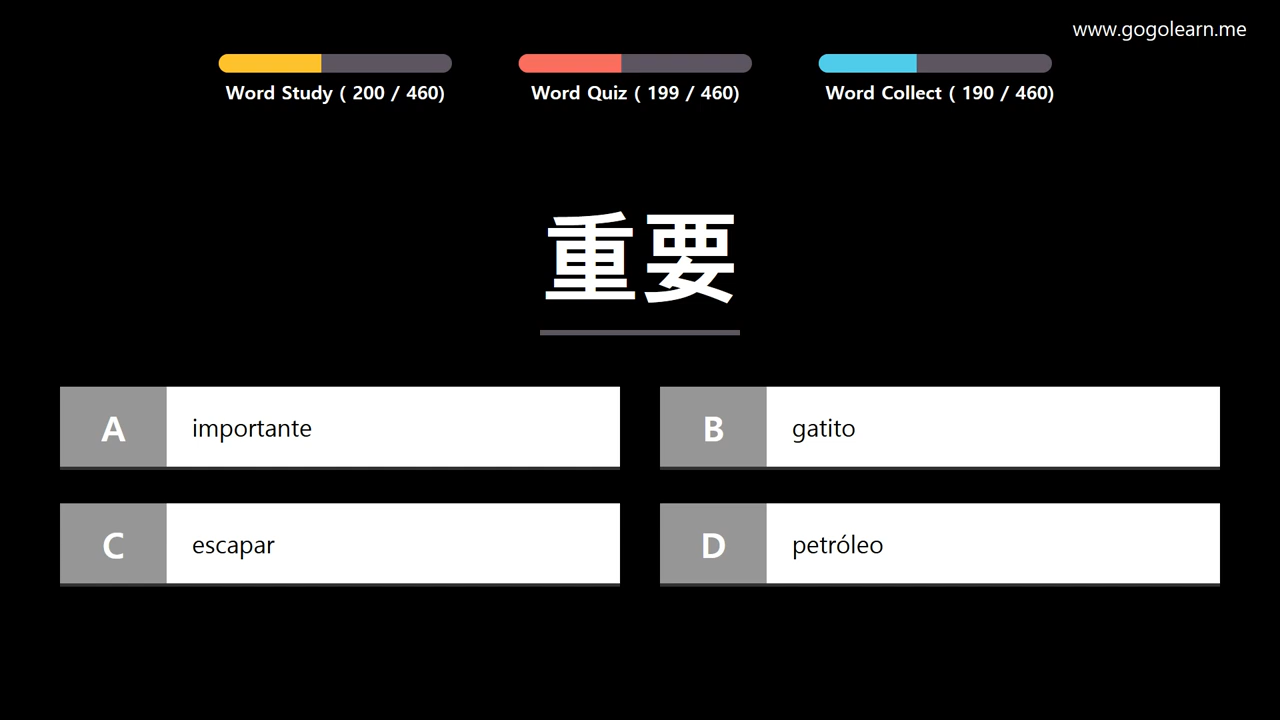 www.gogolearn.me
Word Study ( 200 / 460)
Word Quiz ( 199 / 460)
Word Collect ( 190 / 460)
重要
A importante
B gatito
C escapar
D petróleo